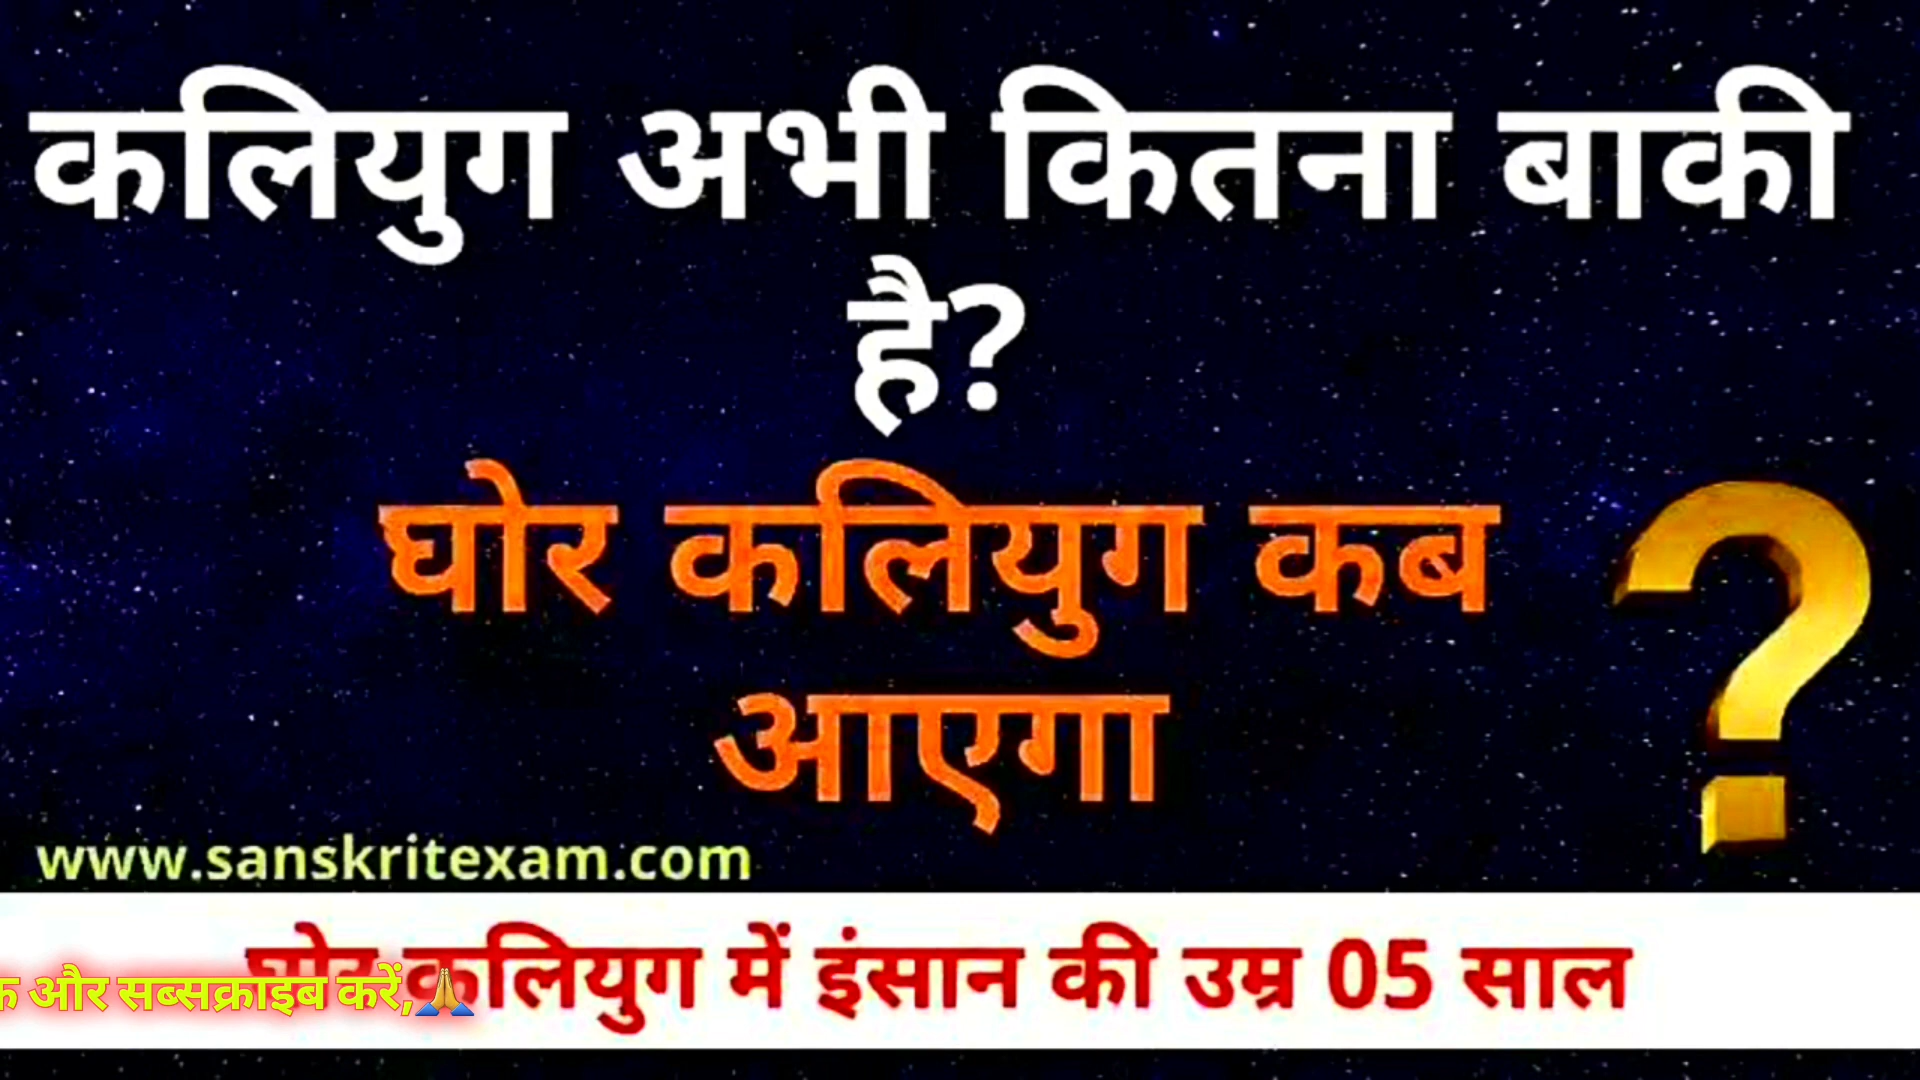 कलियुग अभी कितना बाकी
है?
घोर कलियुग कब
आएगा
?
www.sanskritexam.com
घोर कलियुग में इंसान की उम्र 05 साल
और सब्सक्राइब करें,🙏